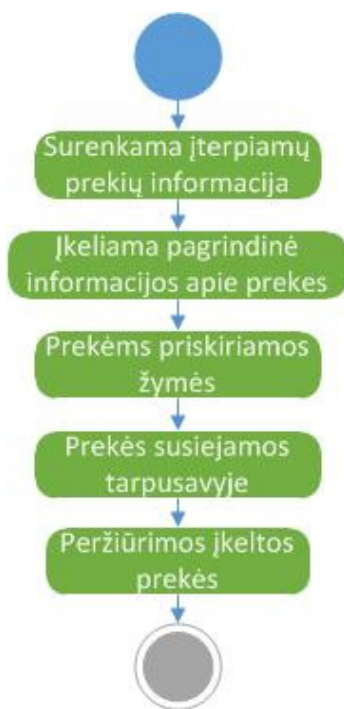 Surenkama įterpiamų
prekių informacija
Įkeliama pagrindinė
informacijos apie prekes
Prekėms priskiriamos
žymės
Prekės susiejamos
tarpusavyje
Peržiūrimos įkeltos
prekės